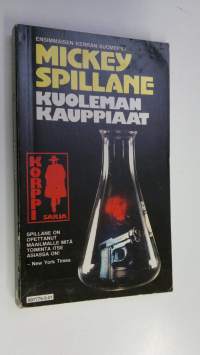 ENSIMMÄISEN KERRAN SUOMEKSI
MICKEY
SPILLANE
KUOLEMAN
KAUPPIAAT
KORPPI
SARJA
SPILLANE ON
OPETTANUT
MAAILMALLE MITÄ
TOIMINTA ITSE
ASIASSA ON!
– New York Times